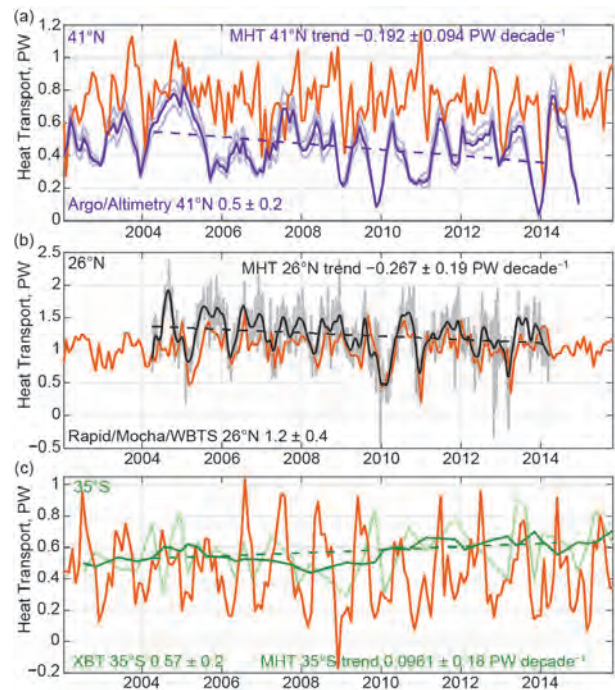 (a)
41°N MHT 41°N trend −0.192 ± 0.094 PW decade⁻¹
Heat Transport, PW
1.2
1
0.8
0.6
0.4
0.2
0
Argo/Altimetry 41°N 0.5 ± 0.2
2004 2006 2008 2010 2012 2014
(b)
26°N MHT 26°N trend −0.267 ± 0.19 PW decade⁻¹
Heat Transport, PW
2.5
2
1.5
1
0.5
0
−0.5
Rapid/Mocha/WBTS 26°N 1.2 ± 0.4
2004 2006 2008 2010 2012 2014
(c)
35°S
Heat Transport, PW
1
0.8
0.6
0.4
0.2
0
−0.2
XBT 35°S 0.57 ± 0.2 MHT 35°S trend 0.0961 ± 0.18 PW decade⁻¹
2004 2006 2008 2010 2012 2014